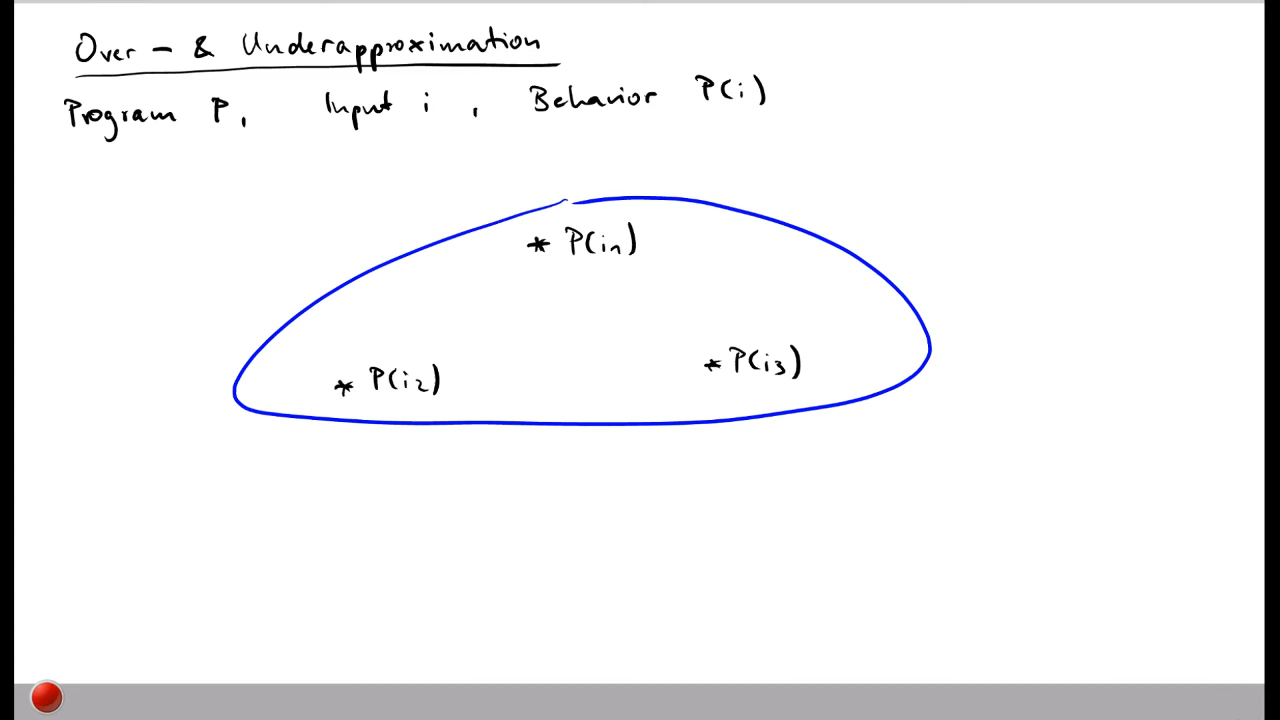 Over - & Underapproximation
Program P, Input i, Behavior P(i)
* P(i1)
* P(i3)
* P(i2)